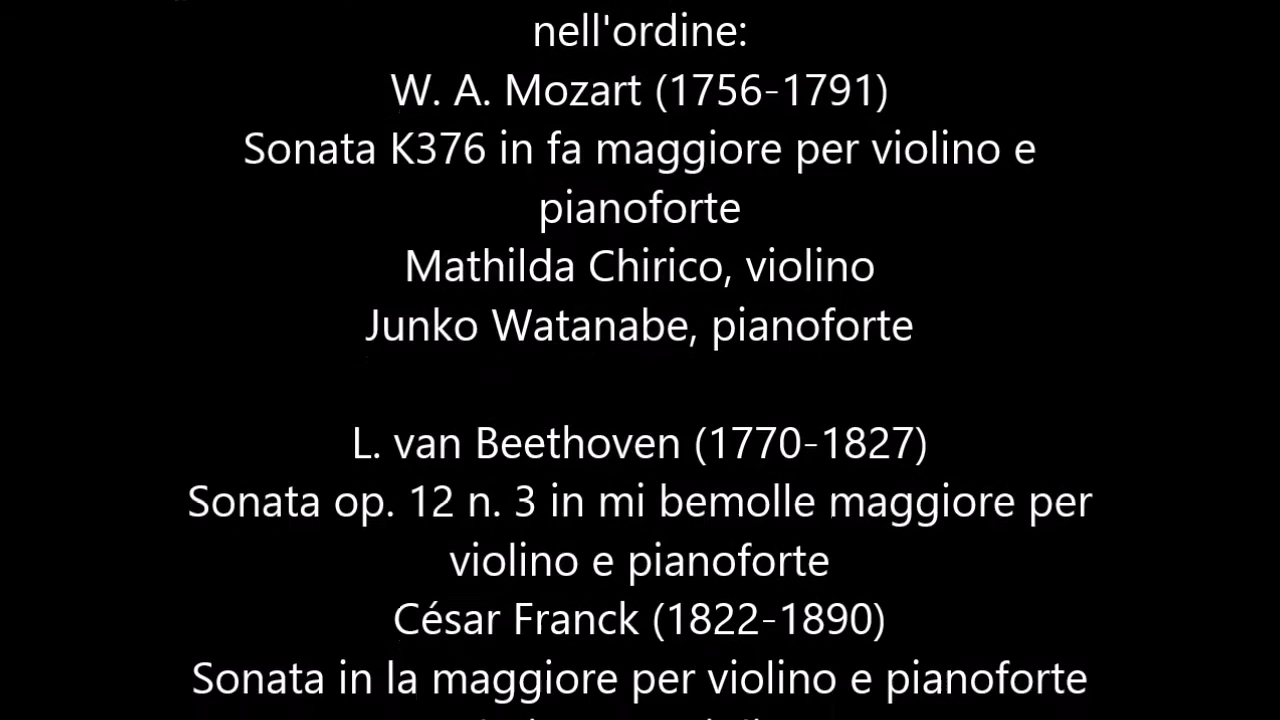 nell'ordine:
W. A. Mozart (1756-1791)
Sonata K376 in fa maggiore per violino e
pianoforte
Mathilda Chirico, violino
Junko Watanabe, pianoforte
L. van Beethoven (1770-1827)
Sonata op. 12 n. 3 in mi bemolle maggiore per
violino e pianoforte
César Franck (1822-1890)
Sonata in la maggiore per violino e pianoforte